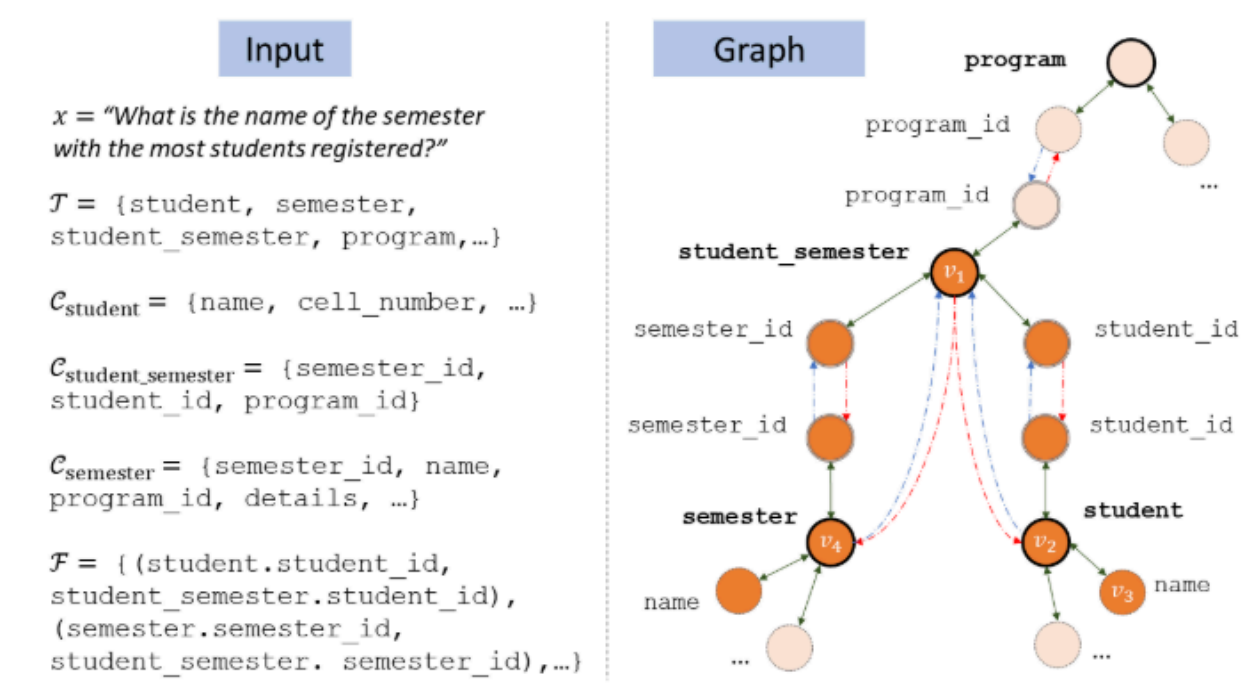 Input
x = “What is the name of the semester
with the most students registered?”
𝒯 = {student, semester,
student_semester, program,…}
𝒞student = {name, cell_number, …}
𝒞student_semester = {semester_id,
student_id, program_id}
𝒞semester = {semester_id, name,
program_id, details, …}
ℱ = {(student.student_id,
student_semester.student_id),
(semester.semester_id,
student_semester. semester_id),…}
Graph
program
program_id
…
program_id
student_semester
v1
semester_id
student_id
semester_id
student_id
semester
student
v4
v2
name
v3
name
…
…